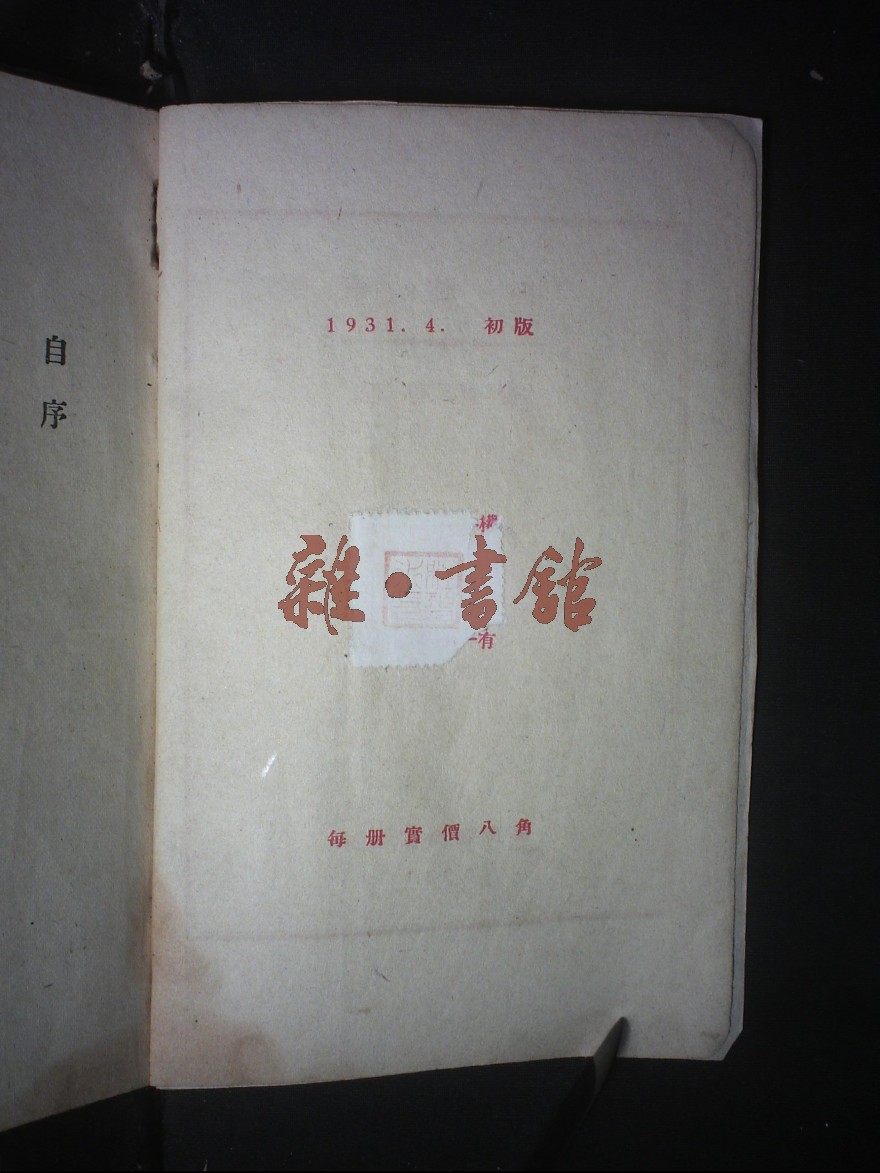 自序
1931. 4. 初版
權
雜·書館
有
每册實價八角